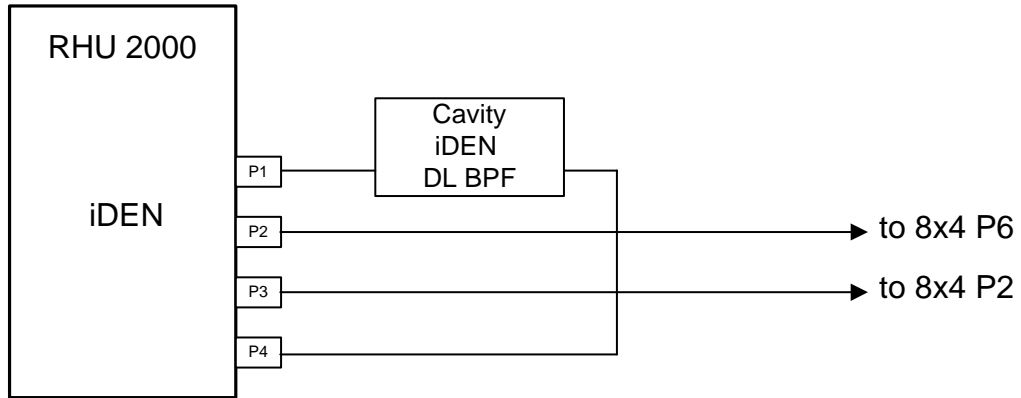 RHU 2000
iDEN
Cavity
iDEN
DL BPF
P1
P2
to 8x4 P6
P3
to 8x4 P2
P4